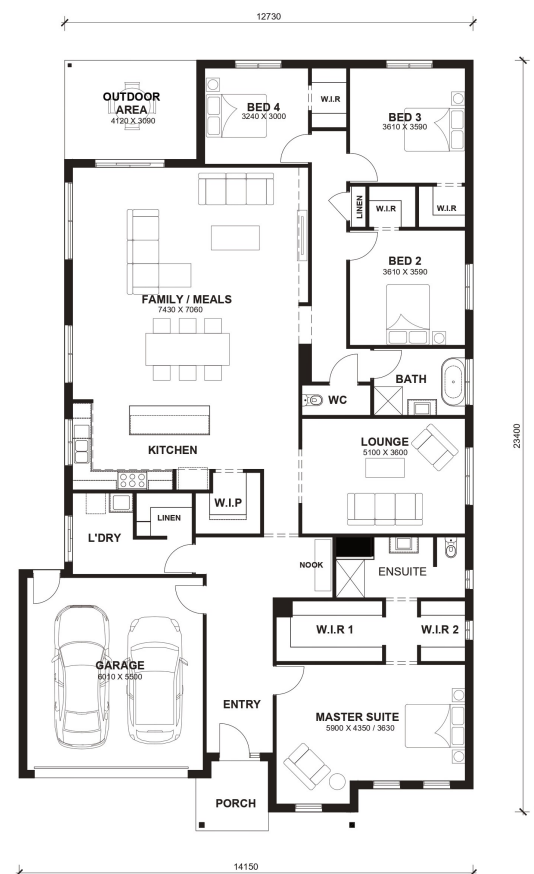 12730
OUTDOOR
AREA
4120 X 3090
BED 4
3240 X 3000
W.I.R
BED 3
3610 X 3590
LINEN
W.I.R
W.I.R
BED 2
3610 X 3590
FAMILY / MEALS
7430 X 7060
BATH
WC
KITCHEN
LOUNGE
5100 X 3600
23400
W.I.P
LINEN
L'DRY
NOOK
ENSUITE
W.I.R 1
W.I.R 2
GARAGE
6010 X 5500
ENTRY
MASTER SUITE
5900 X 4350 / 3630
PORCH
14150